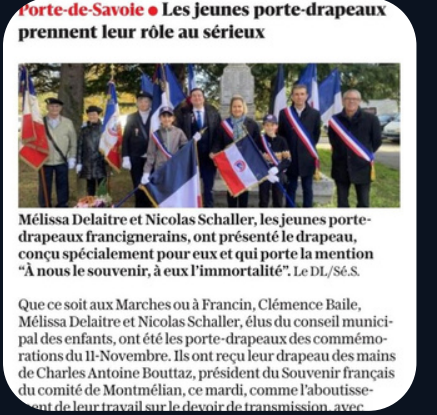 Porte-de-Savoie ● Les jeunes porte-drapeaux
prennent leur rôle au sérieux
Mélissa Delaitre et Nicolas Schaller, les jeunes porte-
drapeaux francignerains, ont présenté le drapeau,
conçu spécialement pour eux et qui porte la mention
“À nous le souvenir, à eux l’immortalité”. Le DL/Sé.S.
Que ce soit aux Marches ou à Francin, Clémence Baile,
Mélissa Delaitre et Nicolas Schaller, élus du conseil munici-
pal des enfants, ont été les porte-drapeaux des commémo-
rations du 11-Novembre. Ils ont reçu leur drapeau des mains
de Charles Antoine Bouttaz, président du Souvenir français
du comité de Montmélian, ce mardi, comme l’aboutisse-
ment de leur travail sur le devoir de transmission, avec